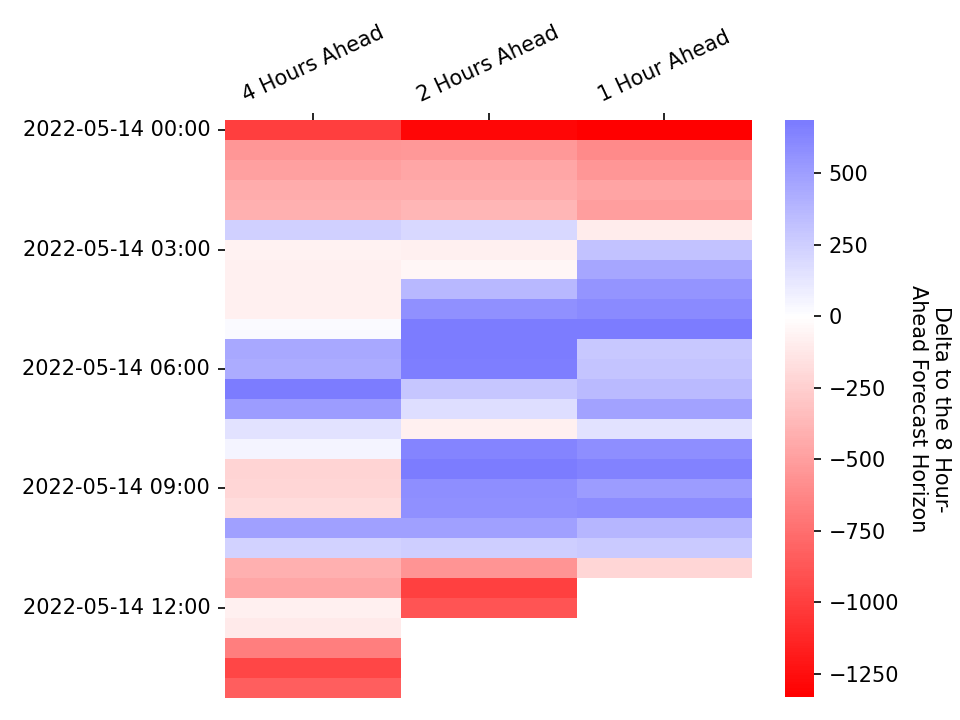 4 Hours Ahead
2 Hours Ahead
1 Hour Ahead
2022-05-14 00:00
2022-05-14 03:00
2022-05-14 06:00
2022-05-14 09:00
2022-05-14 12:00
500
250
0
−250
−500
−750
−1000
−1250
Delta to the 8 Hour-
Ahead Forecast Horizon